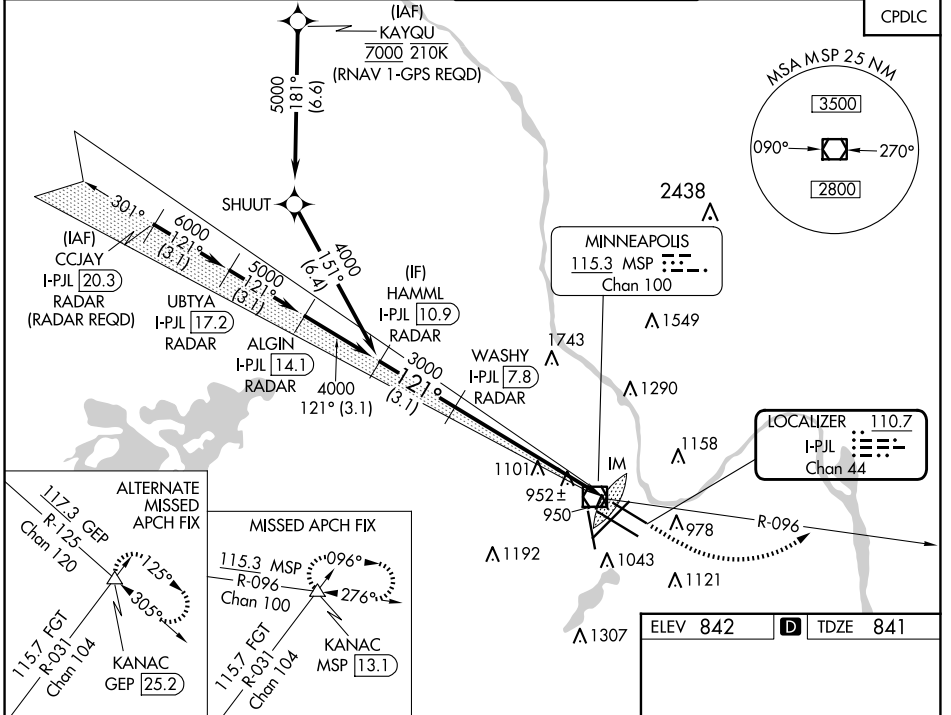 CPDLC
(IAF)
KAYQU
7000 210K
(RNAV 1-GPS REQD)
5000
181°
(6.6)
MSA MSP 25 NM
3500
090°
270°
2800
SHUUT
4000
151°
(6.4)
2438
MINNEAPOLIS
115.3 MSP
Chan 100
301°
6000
121°
(3.1)
(IAF)
CCJAY
I-PJL 20.3
RADAR
(RADAR REQD)
5000
121°
(3.1)
UBTYA
I-PJL 17.2
RADAR
ALGIN
I-PJL 14.1
RADAR
4000
121° (3.1)
(IF)
HAMML
I-PJL 10.9
RADAR
3000
121°
(3.1)
WASHY
I-PJL 7.8
RADAR
1549
1743
1290
1158
LOCALIZER 110.7
I-PJL
Chan 44
1101
IM
952±
950
978
R-096
1192
1043
1121
1307
ALTERNATE
MISSED
APCH FIX
117.3 GEP
R-125
Chan 120
125°
305°
115.7 FGT
R-031
Chan 104
KANAC
GEP 25.2
MISSED APCH FIX
115.3 MSP
R-096
Chan 100
096°
276°
115.7 FGT
R-031
Chan 104
KANAC
MSP 13.1
ELEV 842 D TDZE 841